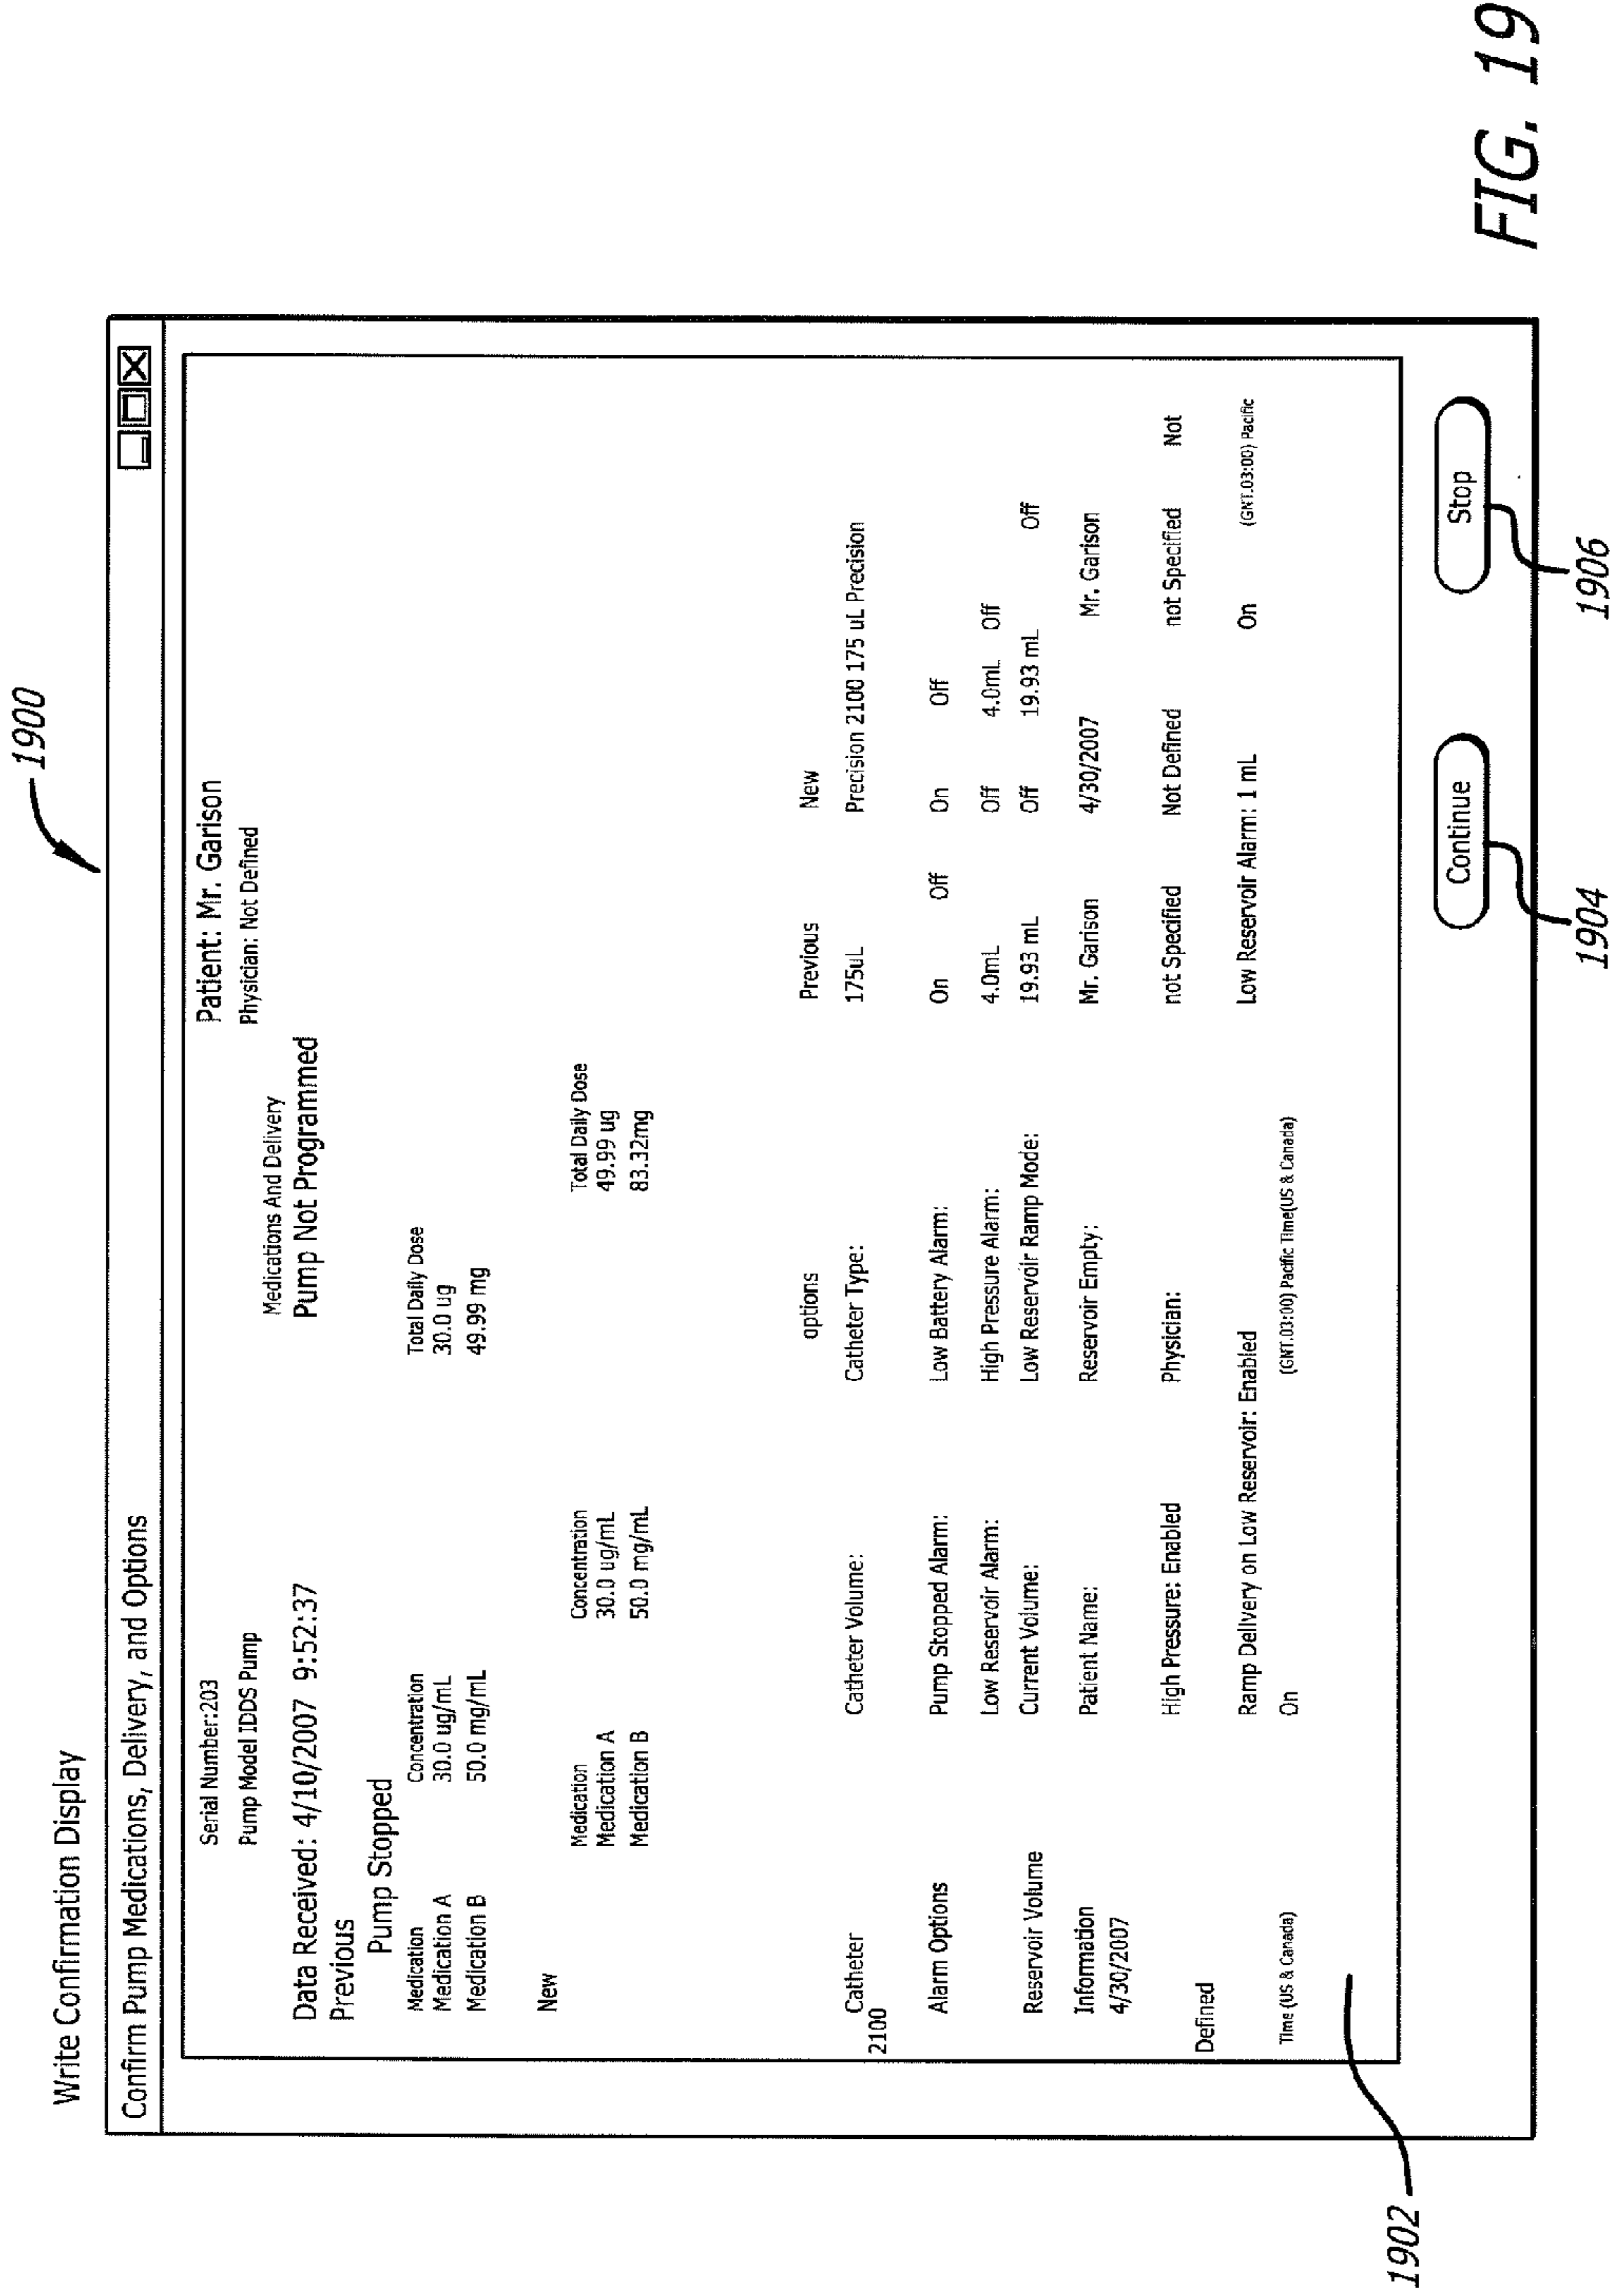 1900
Write Confirmation Display
Confirm Pump Medications, Delivery, and Options
Serial Number:203 Patient: Mr. Garison
Pump Model IDDS Pump Physician: Not Defined
Medications And Delivery
Data Received: 4/10/2007 9:52:37 Pump Not Programmed
Previous
Pump Stopped
Medication Concentration Total Daily Dose
Medication A 30.0 ug/mL 30.0 ug
Medication B 50.0 mg/mL 49.99 mg
New
Medication Concentration Total Daily Dose
Medication A 30.0 ug/mL 49.99 ug
Medication B 50.0 mg/mL 83.32mg
options Previous New
Catheter Catheter Volume: Catheter Type: 175uL Precision 2100 175 uL Precision
2100
Alarm Options Pump Stopped Alarm: Low Battery Alarm: On Off On Off
Low Reservoir Alarm: High Pressure Alarm: 4.0mL Off 4.0mL Off
Reservoir Volume Current Volume: Low Reservoir Ramp Mode: 19.93 mL Off 19.93 mL Off
Information Patient Name: Reservoir Empty: Mr. Garison 4/30/2007 Mr. Garison
4/30/2007
High Pressure: Enabled Physician: not Specified Not Defined not Specified Not
Defined
Ramp Delivery on Low Reservoir: Enabled Low Reservoir Alarm: 1 mL On (GNT.03:00) Pacific
Time (US & Canada) On (GNT.03:00) Pacific Time(US & Canada)
Continue Stop
1902
1904
1906
FIG. 19